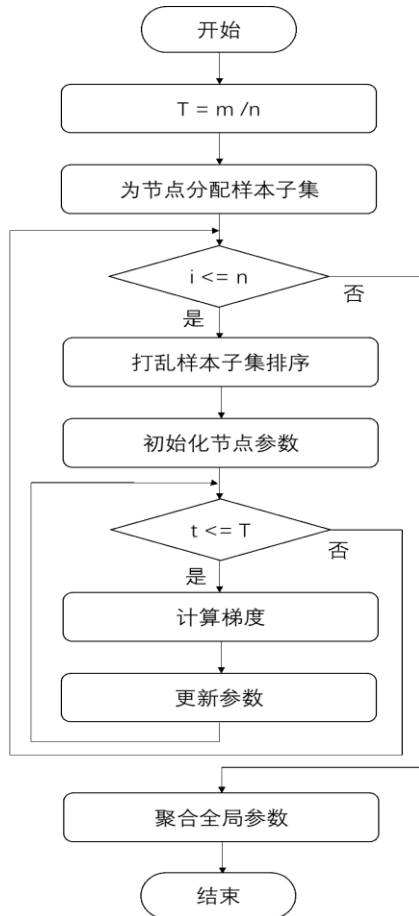 开始
T = m /n
为节点分配样本子集
i <= n
否
是
打乱样本子集排序
初始化节点参数
t <= T
否
是
计算梯度
更新参数
聚合全局参数
结束